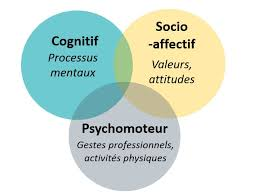 Cognitif
Processus
mentaux
Socio
-affectif
Valeurs,
attitudes
Psychomoteur
Gestes professionnels,
activités physiques